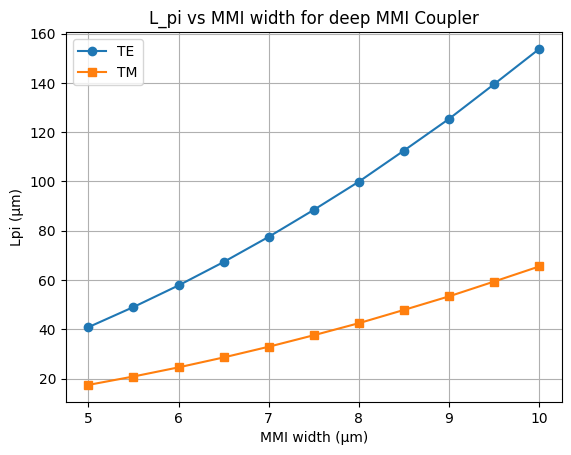 L_pi vs MMI width for deep MMI Coupler
TE
TM
Lpi (μm)
160
140
120
100
80
60
40
20
5 6 7 8 9 10
MMI width (μm)